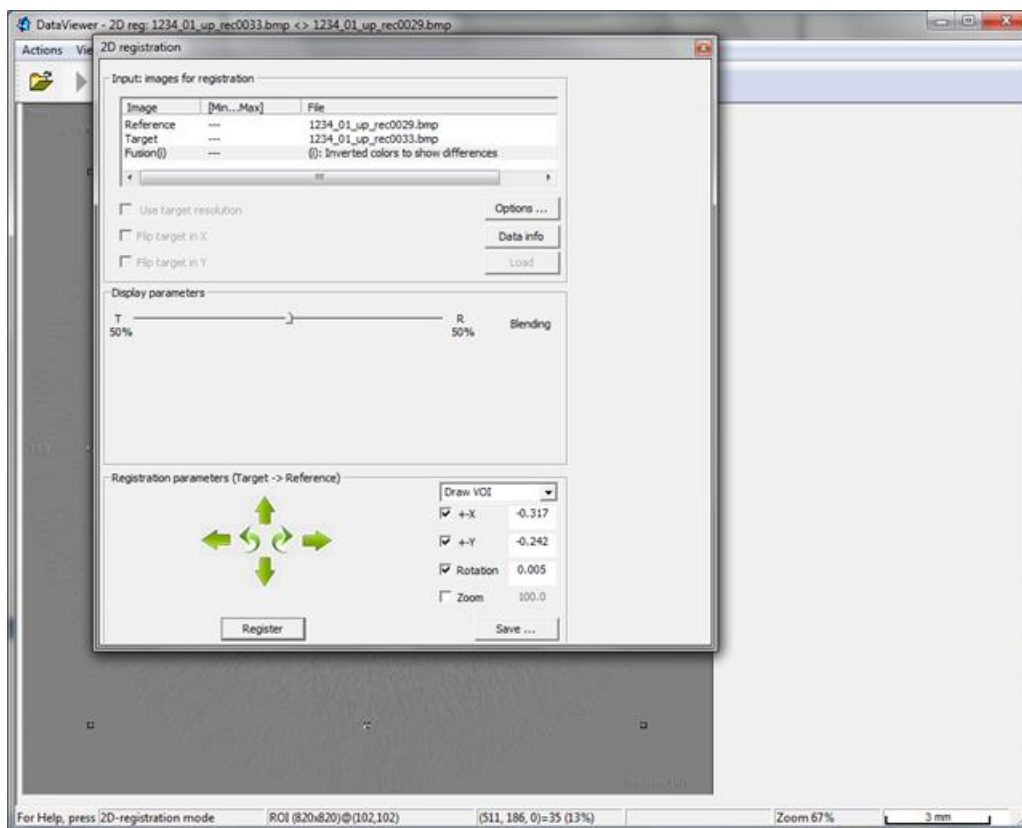 DataViewer - 2D reg: 1234_01_up_rec0033.bmp <> 1234_01_up_rec0029.bmp
Actions Vie
2D registration
Input: images for registration
Image [Min...Max] File
Reference --- 1234_01_up_rec0029.bmp
Target --- 1234_01_up_rec0033.bmp
Fusion(i) --- (i): Inverted colors to show differences
Use target resolution Options ...
Flip target in X Data info
Flip target in Y Load
Display parameters
T R Blending
50% 50%
Registration parameters (Target -> Reference)
Draw VOI
+-X -0.317
+-Y -0.242
Rotation 0.005
Zoom 100.0
Register Save ...
For Help, press 2D-registration mode ROI (820x820)@(102,102) (511, 186, 0)=35 (13%) Zoom 67% 3 mm